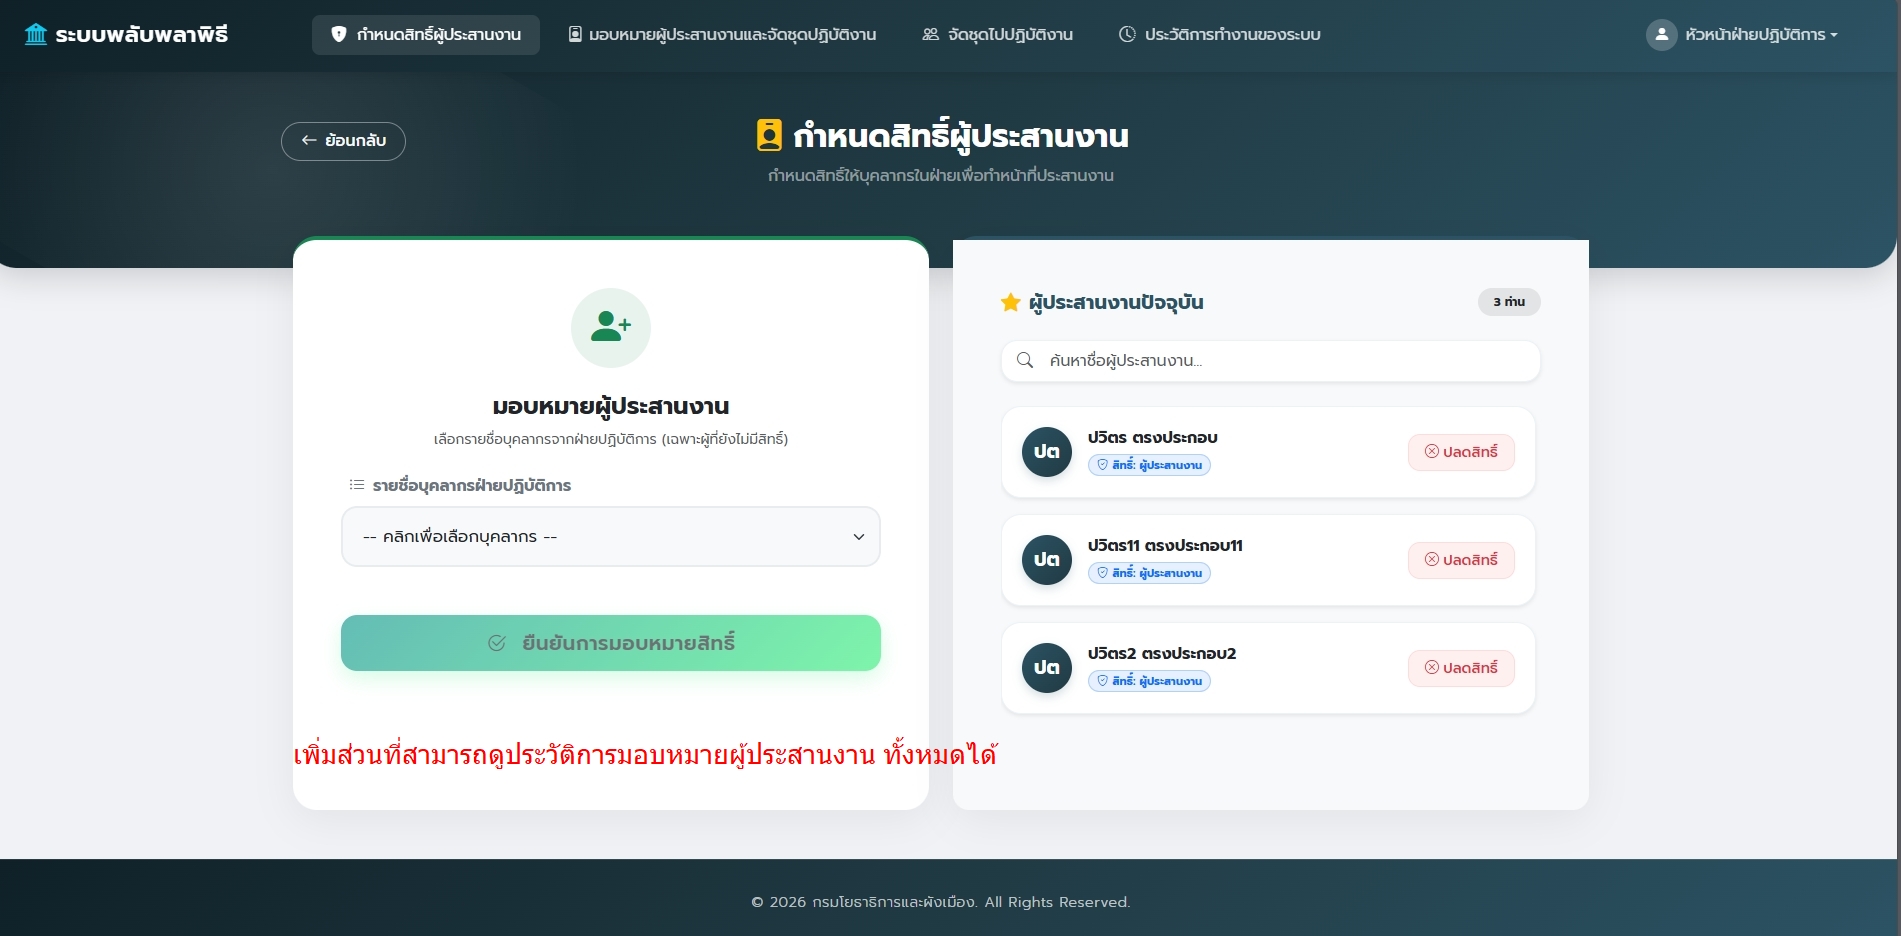 ระบบพลับพลาพิธี
กำหนดสิทธิ์ผู้ประสานงาน
มอบหมายผู้ประสานงานและจัดชุดปฏิบัติงาน
จัดชุดไปปฏิบัติงาน
ประวัติการทำงานของระบบ
หัวหน้าฝ่ายปฏิบัติการ
ย้อนกลับ
กำหนดสิทธิ์ผู้ประสานงาน
กำหนดสิทธิ์ให้บุคลากรในฝ่ายเพื่อทำหน้าที่ประสานงาน
มอบหมายผู้ประสานงาน
เลือกรายชื่อบุคลากรจากฝ่ายปฏิบัติการ (เฉพาะผู้ที่ยังไม่มีสิทธิ์)
รายชื่อบุคลากรฝ่ายปฏิบัติการ
-- คลิกเพื่อเลือกบุคลากร --
ยืนยันการมอบหมายสิทธิ์
เพิ่มส่วนที่สามารถดูประวัติการมอบหมายผู้ประสานงาน ทั้งหมดได้
ผู้ประสานงานปัจจุบัน
3 ท่าน
ค้นหาชื่อผู้ประสานงาน...
ปต
ปวิตร ตรงประกอบ
สิทธิ์: ผู้ประสานงาน
ปลดสิทธิ์
ปต
ปวิตร11 ตรงประกอบ11
สิทธิ์: ผู้ประสานงาน
ปลดสิทธิ์
ปต
ปวิตร2 ตรงประกอบ2
สิทธิ์: ผู้ประสานงาน
ปลดสิทธิ์
© 2026 กรมโยธาธิการและผังเมือง. All Rights Reserved.